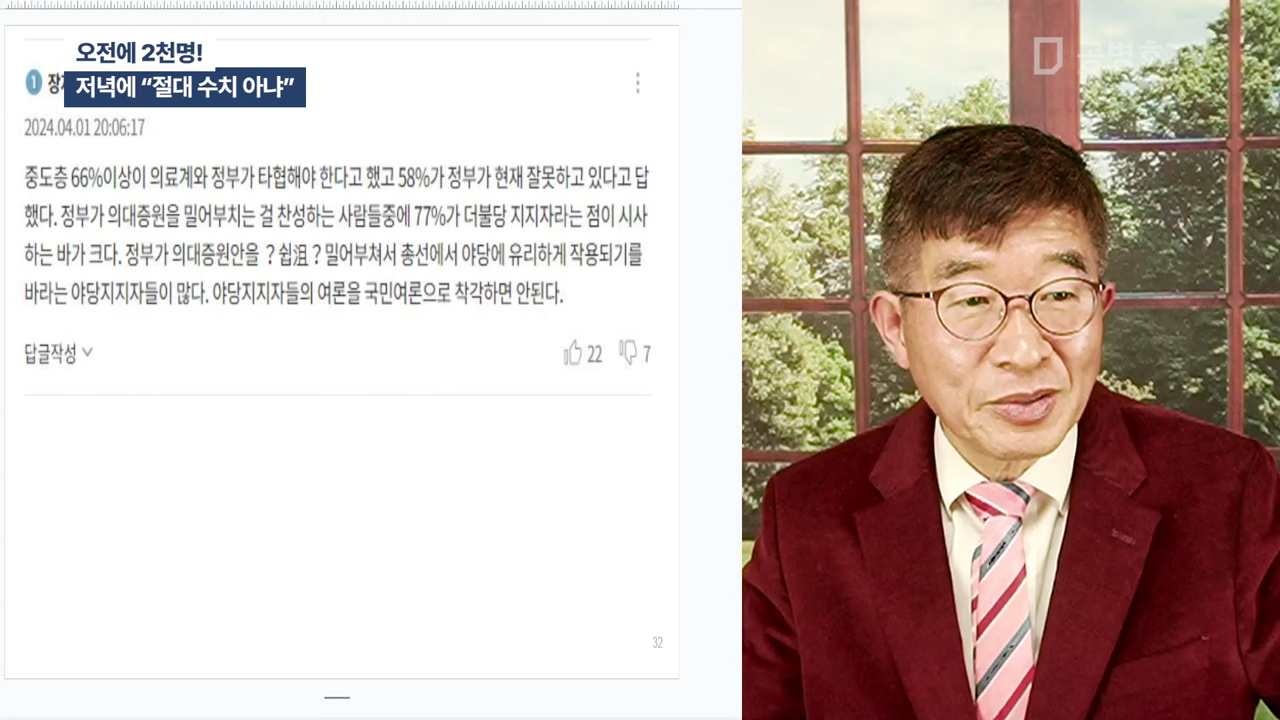 오전에 2천명!
저녁에 “절대 수치 아냐”
1
2024.04.01 20:06:17
중도층 66%이상이 의료계와 정부가 타협해야 한다고 했고 58%가 정부가 현재 잘못하고 있다고 답
했다. 정부가 의대증원을 밀어부치는 걸 찬성하는 사람들중에 77%가 더불당 지지자라는 점이 시사
하는 바가 크다. 정부가 의대증원안을 ？쉽沮？밀어부쳐서 총선에서 야당에 유리하게 작용되기를
바라는 야당지지자들이 많다. 야당지지자들의 여론을 국민여론으로 착각하면 안된다.
답글작성
22
7
32
공병호TV